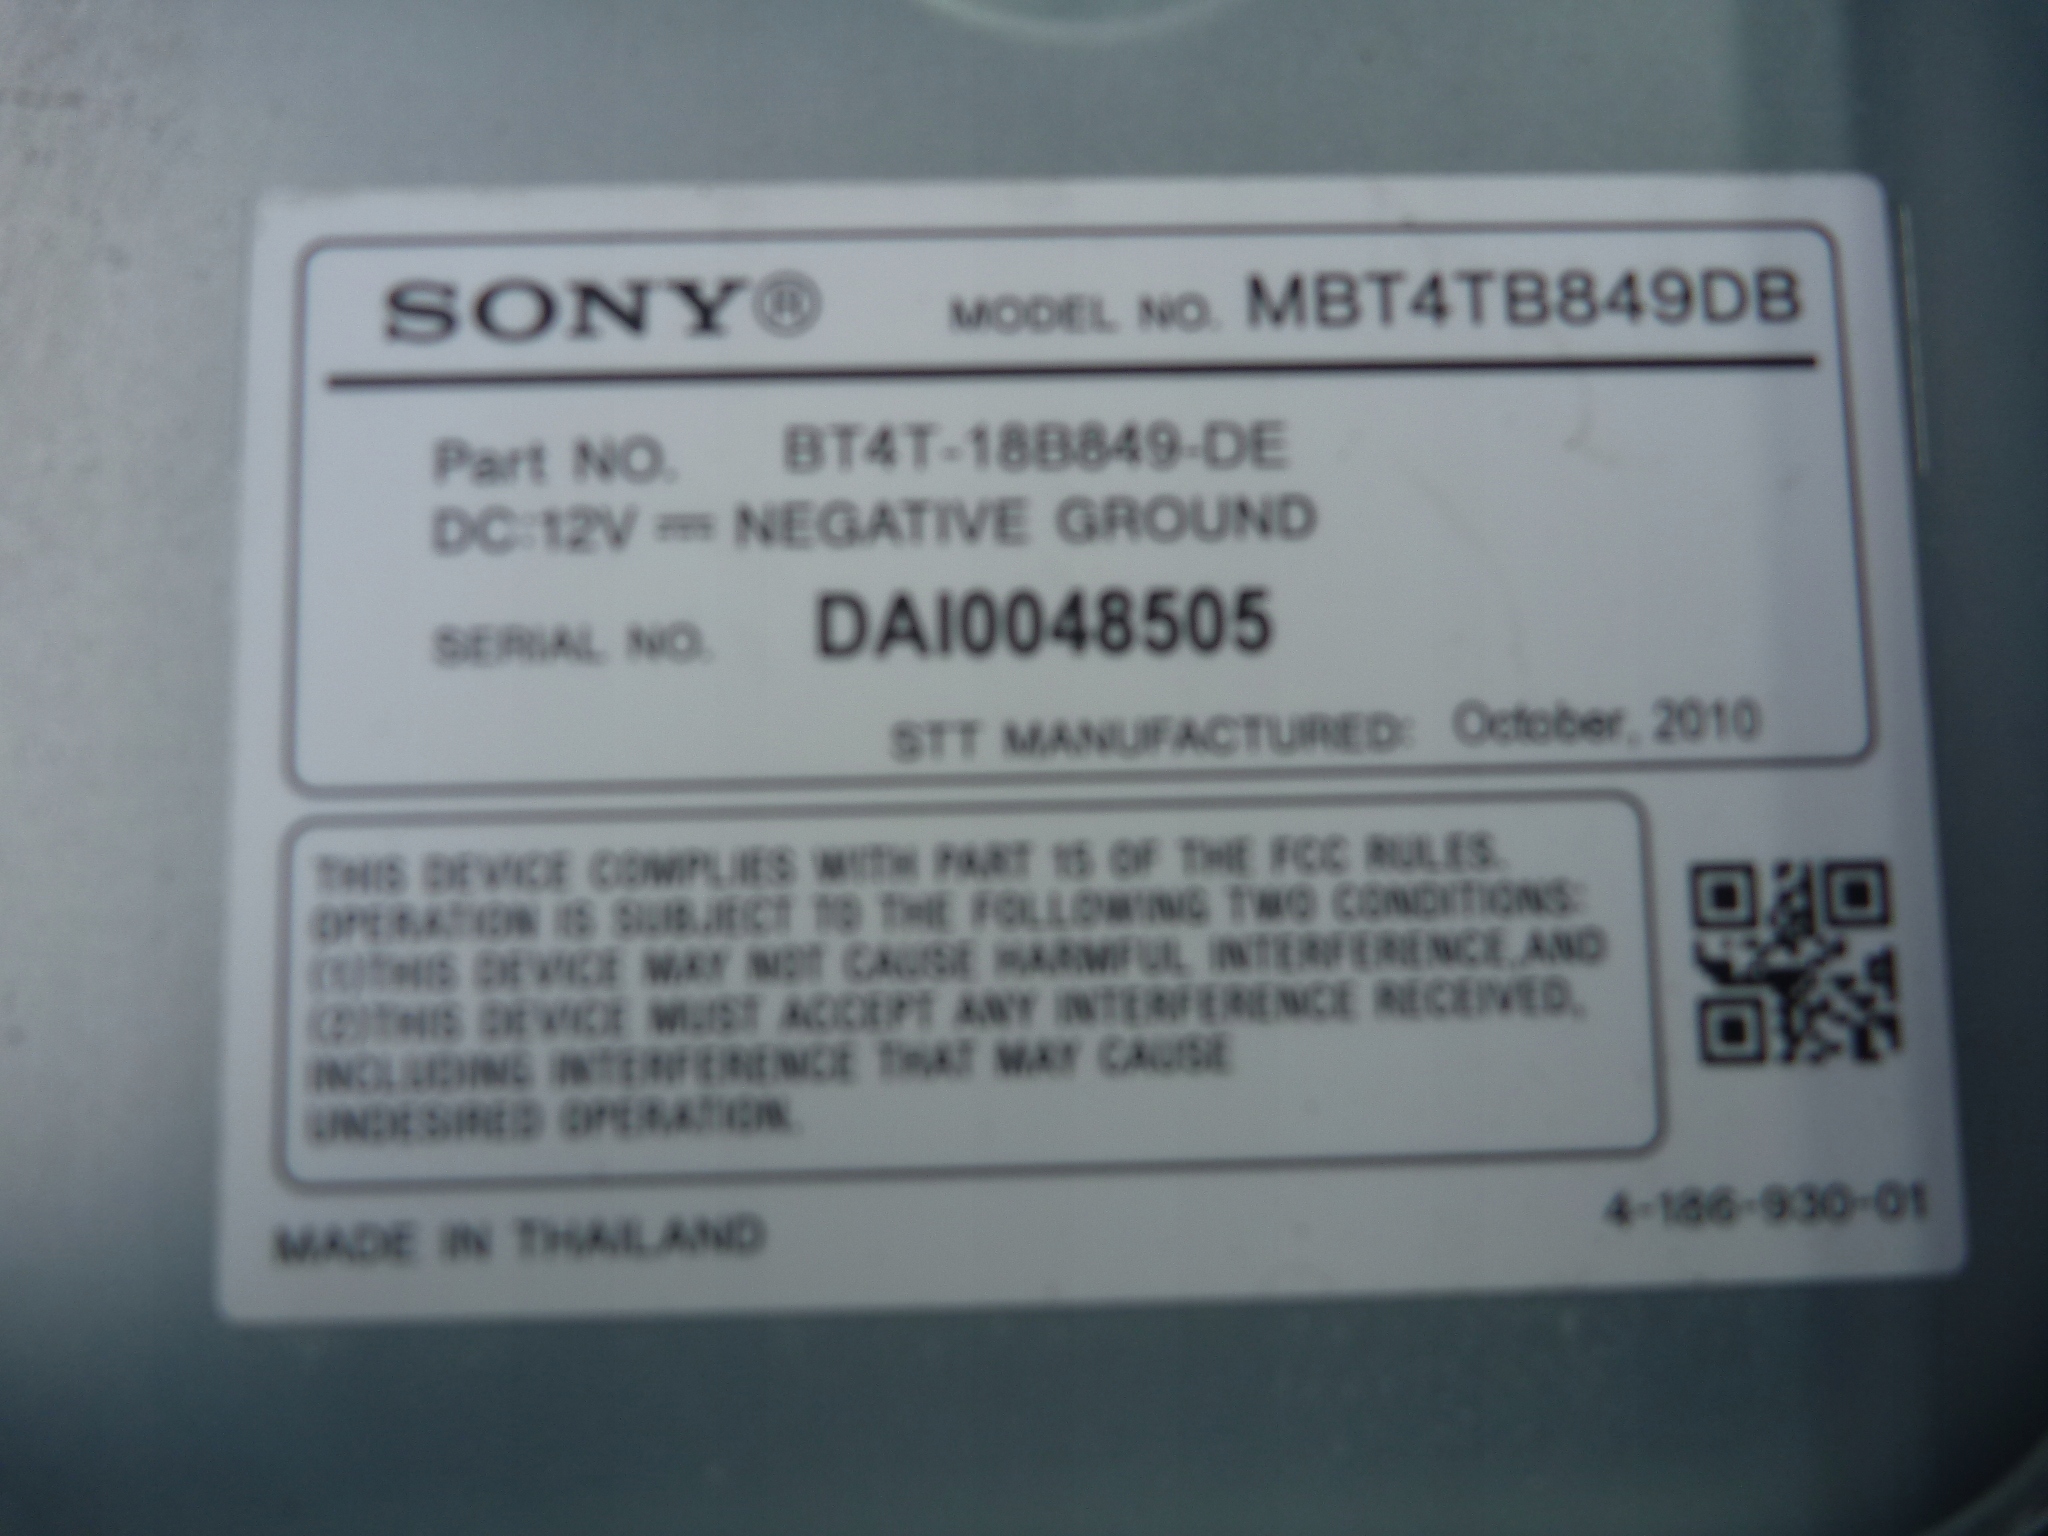 SONY® MODEL NO. MBT4TB849DB
Part NO. BT4T-18B849-DE
DC:12V ⎓ NEGATIVE GROUND
SERIAL NO. DAI0048505
STT MANUFACTURED: October, 2010
THIS DEVICE COMPLIES WITH PART 15 OF THE FCC RULES.
OPERATION IS SUBJECT TO THE FOLLOWING TWO CONDITIONS:
(1)THIS DEVICE MAY NOT CAUSE HARMFUL INTERFERENCE,AND
(2)THIS DEVICE MUST ACCEPT ANY INTERFERENCE RECEIVED,
INCLUDING INTERFERENCE THAT MAY CAUSE
UNDESIRED OPERATION.
MADE IN THAILAND
4-186-930-01